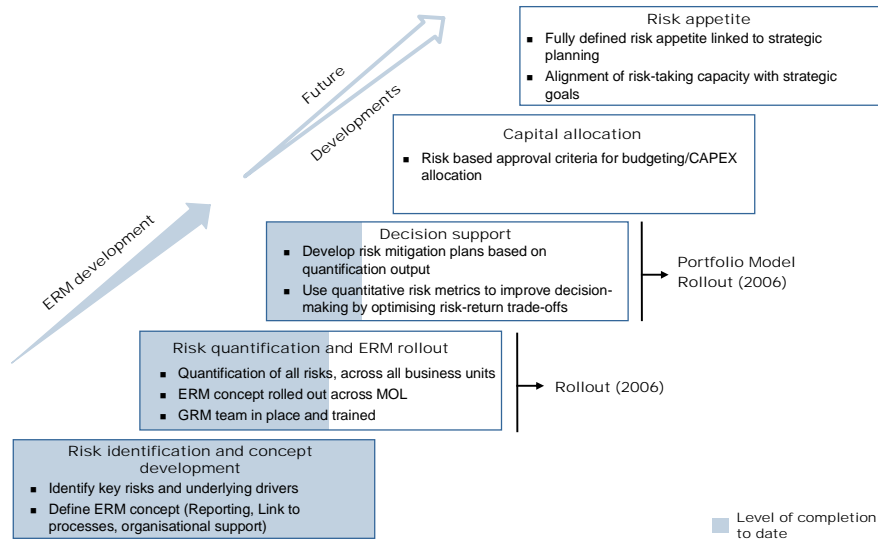 Risk appetite
▪ Fully defined risk appetite linked to strategic
planning
▪ Alignment of risk-taking capacity with strategic
goals
Future
Developments
Capital allocation
▪ Risk based approval criteria for budgeting/CAPEX
allocation
ERM development
Decision support
▪ Develop risk mitigation plans based on
quantification output
▪ Use quantitative risk metrics to improve decision-
making by optimising risk-return trade-offs
Portfolio Model
Rollout (2006)
Risk quantification and ERM rollout
▪ Quantification of all risks, across all business units
▪ ERM concept rolled out across MOL
▪ GRM team in place and trained
Rollout (2006)
Risk identification and concept
development
▪ Identify key risks and underlying drivers
▪ Define ERM concept (Reporting, Link to
processes, organisational support)
Level of completion
to date